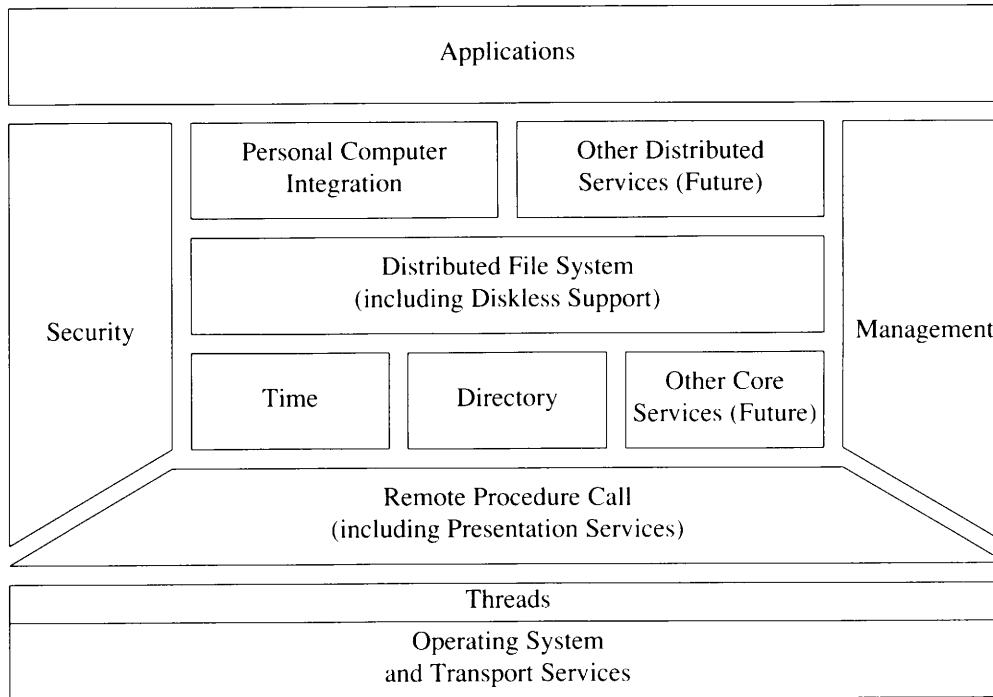 Applications
Personal Computer
Integration
Other Distributed
Services (Future)
Distributed File System
(including Diskless Support)
Security
Management
Time
Directory
Other Core
Services (Future)
Remote Procedure Call
(including Presentation Services)
Threads
Operating System
and Transport Services